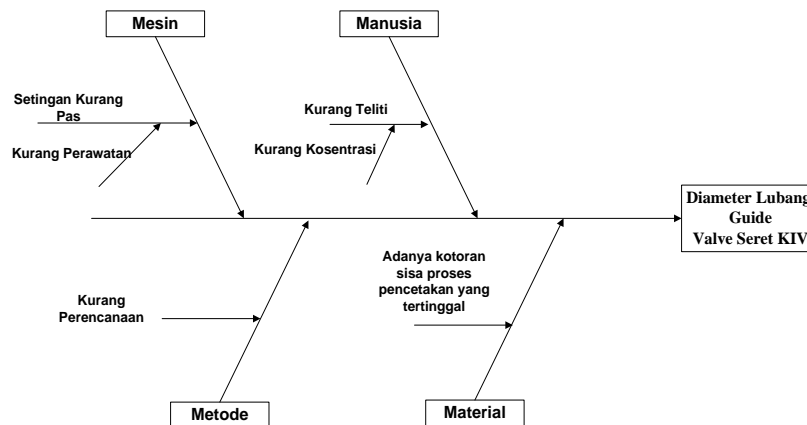 Mesin
Manusia
Setingan Kurang
Pas
Kurang Perawatan
Kurang Teliti
Kurang Kosentrasi
Diameter Lubang
Guide
Valve Seret KIV
Adanya kotoran
sisa proses
pencetakan yang
tertinggal
Kurang
Perencanaan
Metode
Material